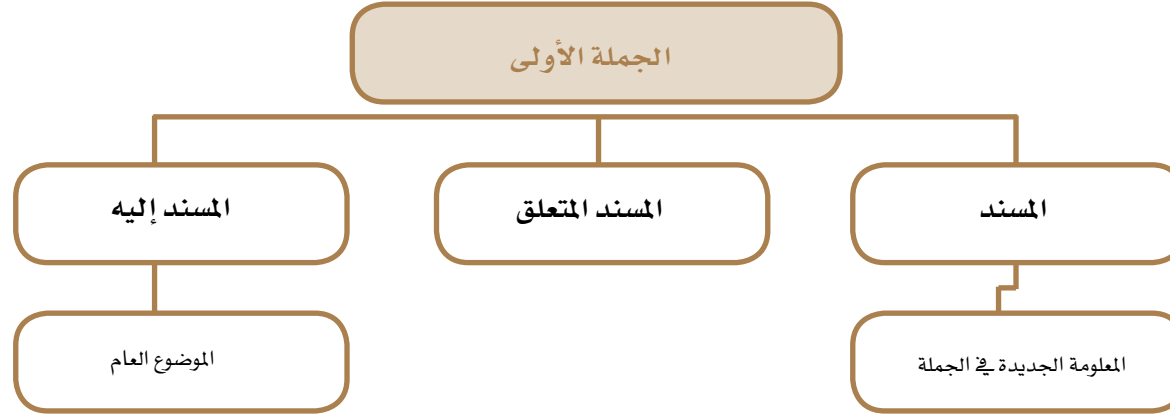 الجملة الأولى
المسند
المسند المتعلق
المسند إليه
المعلومة الجديدة في الجملة
الموضوع العام